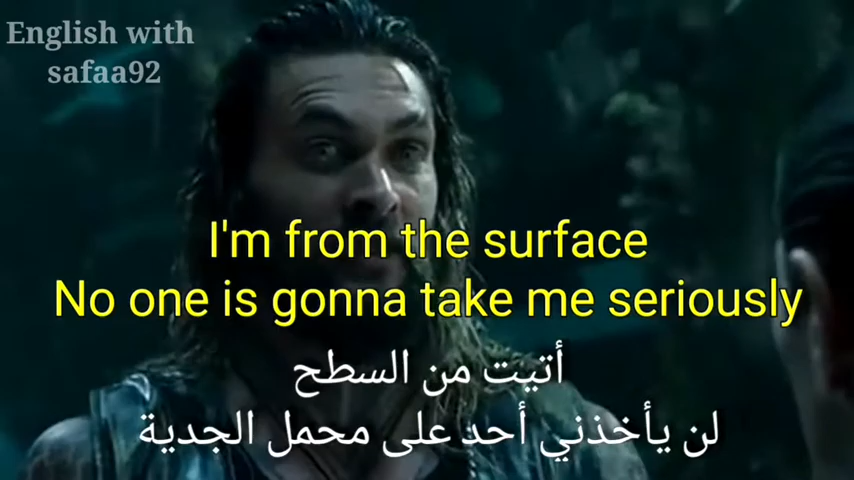 English with
safaa92
I'm from the surface
No one is gonna take me seriously
أتيت من السطح
لن يأخذني أحد على محمل الجدية